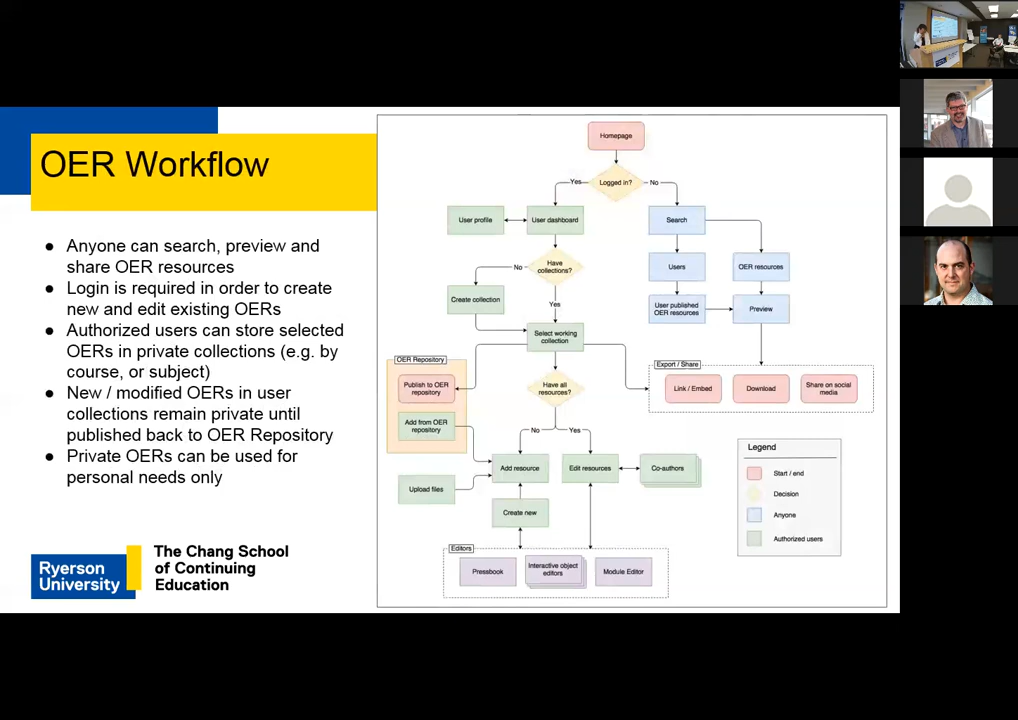 OER Workflow
● Anyone can search, preview and
share OER resources
● Login is required in order to create
new and edit existing OERs
● Authorized users can store selected
OERs in private collections (e.g. by
course, or subject)
● New / modified OERs in user
collections remain private until
published back to OER Repository
● Private OERs can be used for
personal needs only
Ryerson
University
The Chang School
of Continuing
Education
Homepage
Yes
Logged in?
No
User profile
User dashboard
Search
No
Have
collections?
Users
OER resources
Create collection
Yes
User published
OER resources
Preview
Select working
collection
OER Repository
Export / Share
Publish to OER
repository
Have all
resources?
Link / Embed
Download
Share on social
media
Add from OER
repository
No
Yes
Add resource
Edit resources
Co-authors
Upload files
Create new
Editors
Pressbook
Interactive object
editors
Module Editor
Legend
Start / end
Decision
Anyone
Authorized users